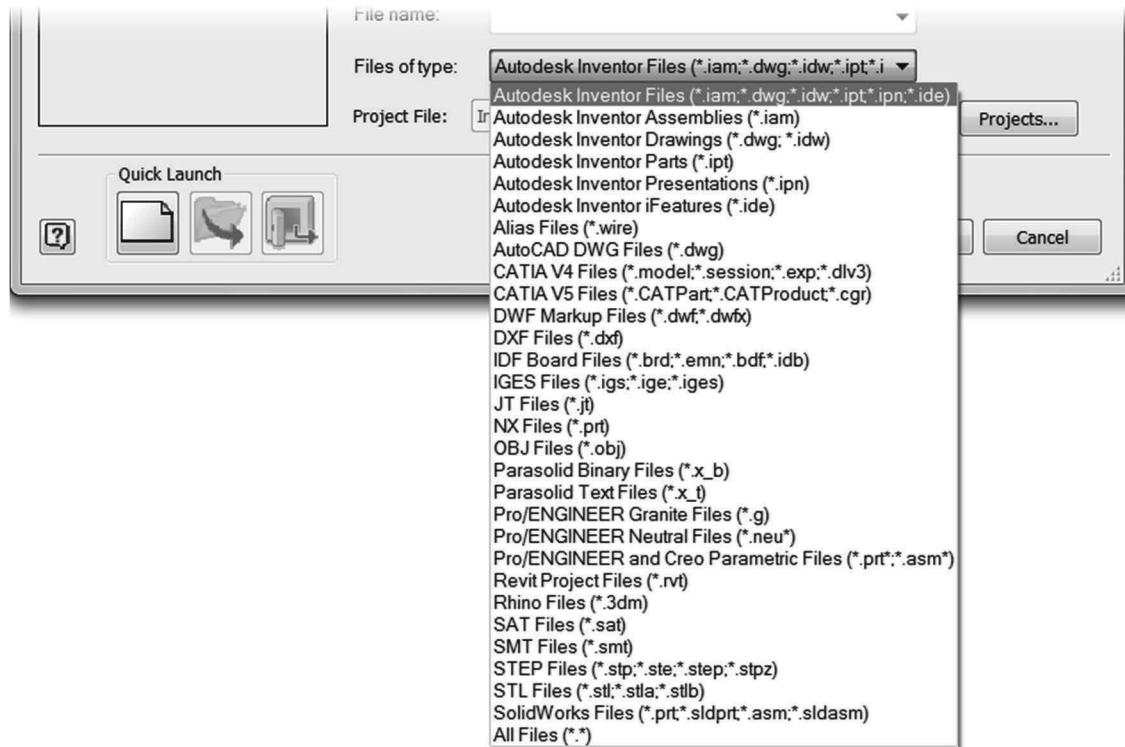 File name:
Files of type: Autodesk Inventor Files (*.iam;*.dwg;*.idw;*.ipt;*.i
Autodesk Inventor Files (*.iam;*.dwg;*.idw;*.ipt;*.ipn;*.ide)
Project File: Projects...
Autodesk Inventor Assemblies (*.iam)
Autodesk Inventor Drawings (*.dwg; *.idw)
Autodesk Inventor Parts (*.ipt)
Quick Launch
Autodesk Inventor Presentations (*.ipn)
Autodesk Inventor iFeatures (*.ide)
Alias Files (*.wire)
Cancel
AutoCAD DWG Files (*.dwg)
CATIA V4 Files (*.model;*.session;*.exp;*.dlv3)
CATIA V5 Files (*.CATPart;*.CATProduct;*.cgr)
DWF Markup Files (*.dwf;*.dwfx)
DXF Files (*.dxf)
IDF Board Files (*.brd;*.emn;*.bdf;*.idb)
IGES Files (*.igs;*.ige;*.iges)
JT Files (*.jt)
NX Files (*.prt)
OBJ Files (*.obj)
Parasolid Binary Files (*.x_b)
Parasolid Text Files (*.x_t)
Pro/ENGINEER Granite Files (*.g)
Pro/ENGINEER Neutral Files (*.neu*)
Pro/ENGINEER and Creo Parametric Files (*.prt*;*.asm*)
Revit Project Files (*.rvt)
Rhino Files (*.3dm)
SAT Files (*.sat)
SMT Files (*.smt)
STEP Files (*.stp;*.ste;*.step;*.stpz)
STL Files (*.stl;*.stla;*.stlb)
SolidWorks Files (*.prt;*.sldprt;*.asm;*.sldasm)
All Files (*.*)